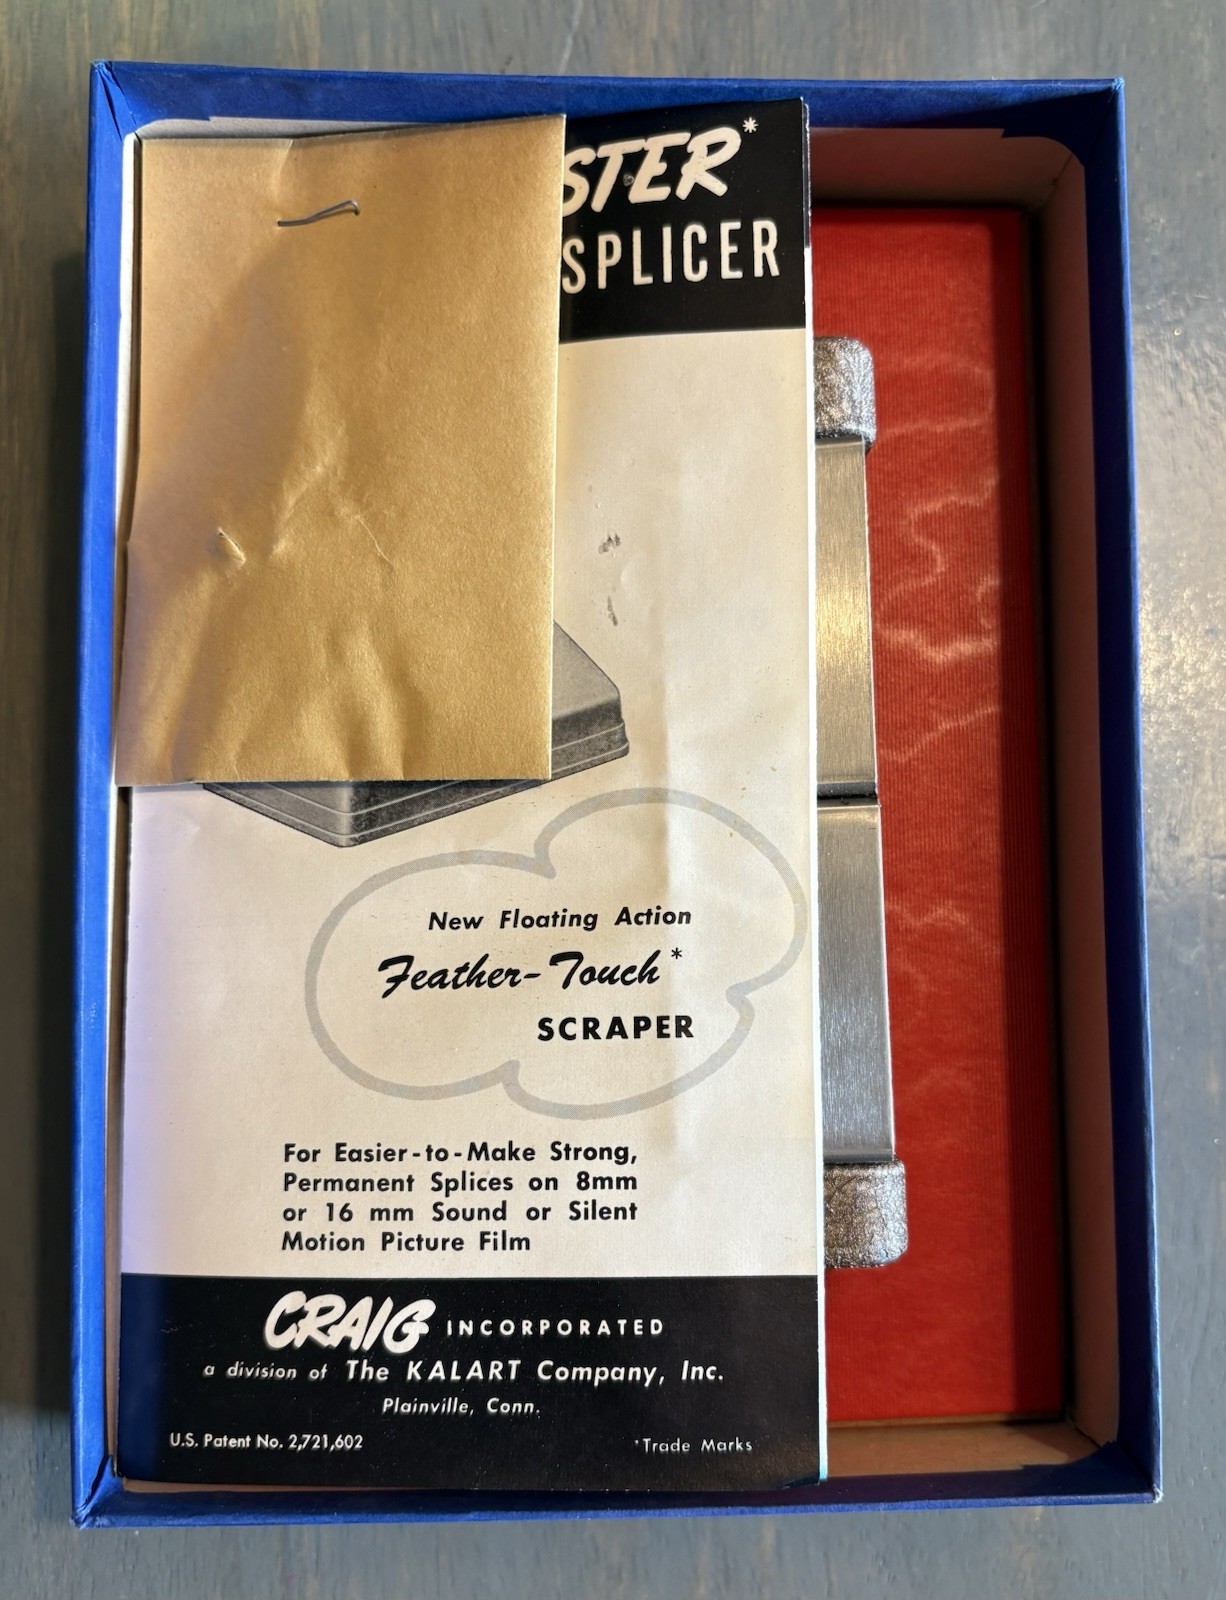 STER*
SPLICER
New Floating Action
Feather-Touch*
SCRAPER
For Easier-to-Make Strong,
Permanent Splices on 8mm
or 16 mm Sound or Silent
Motion Picture Film
CRAIG INCORPORATED
a division of The KALART Company, Inc.
Plainville, Conn.
U.S. Patent No. 2,721,602
*Trade Marks